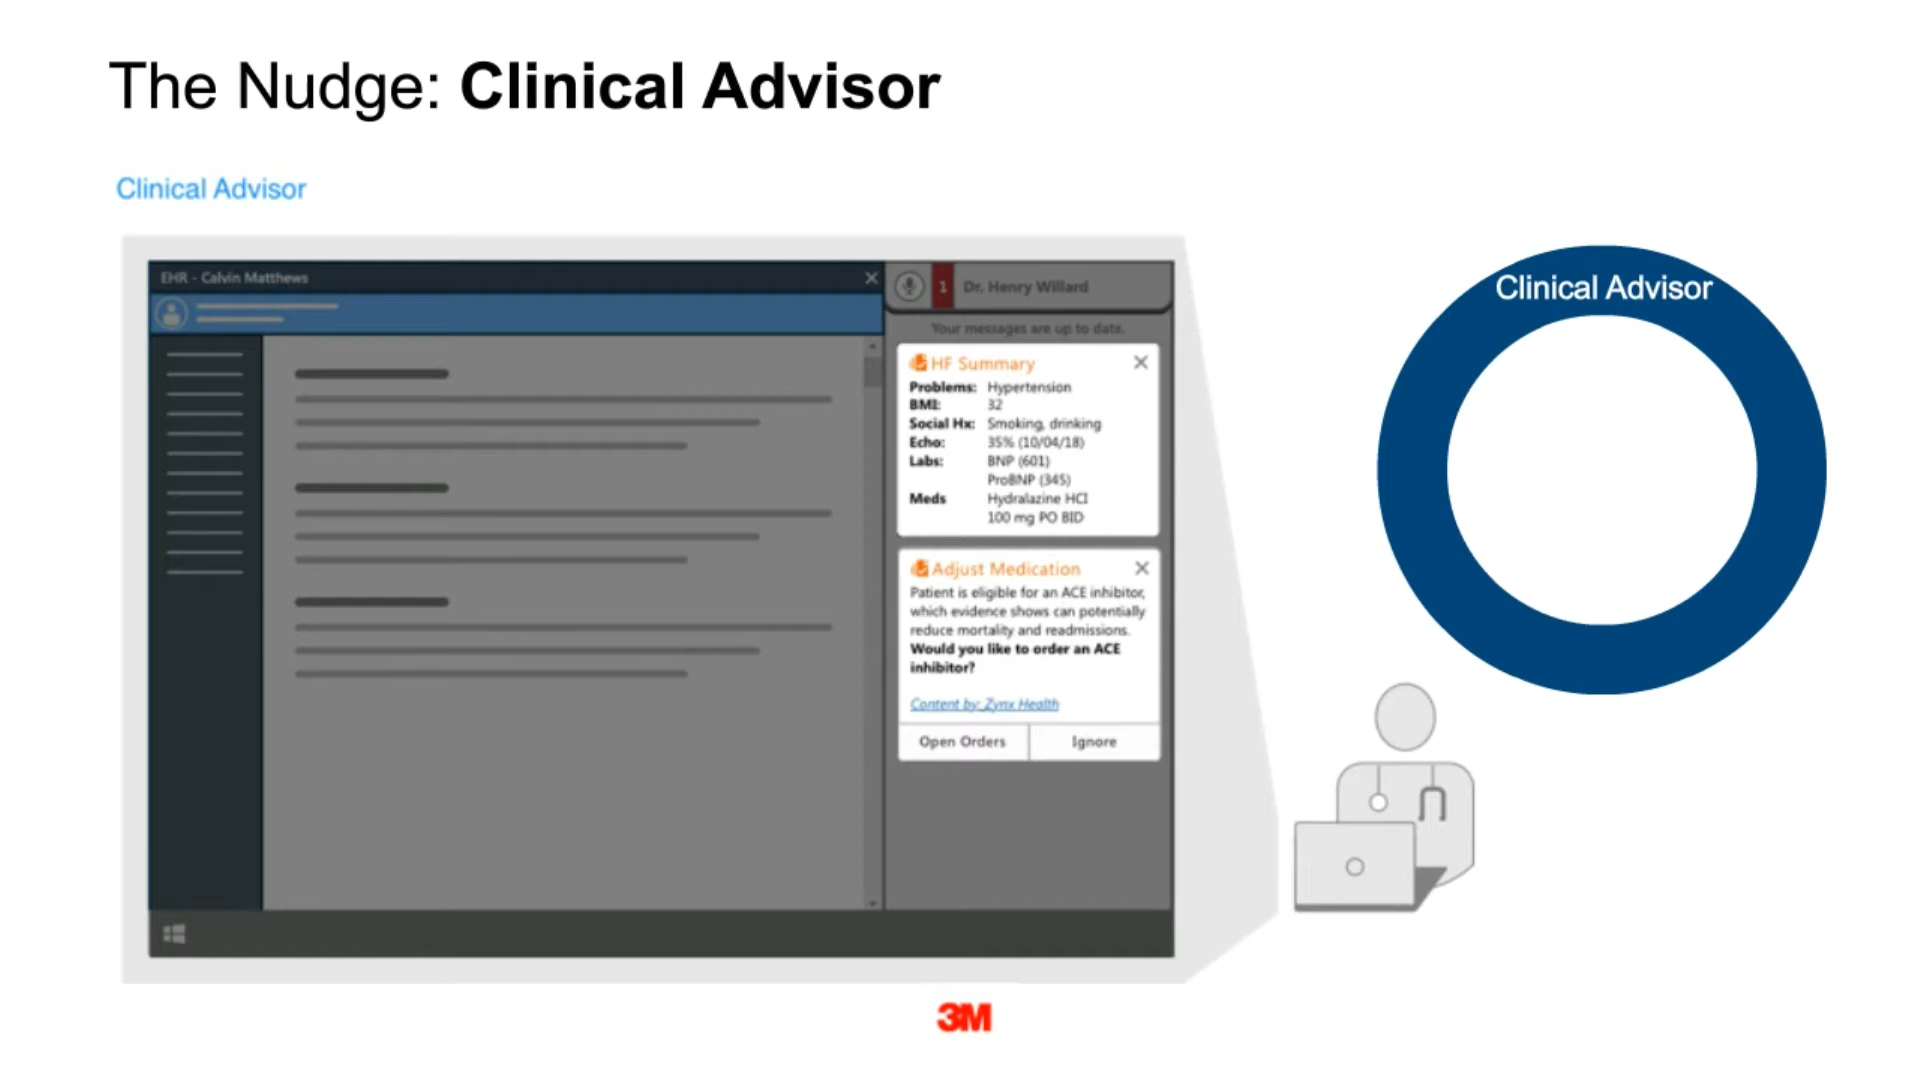 The Nudge: Clinical Advisor
Clinical Advisor
EHR - Calvin Matthews
1 Dr. Henry Willard
Your messages are up to date.
HF Summary
Problems: Hypertension
BMI: 32
Social Hx: Smoking, drinking
Echo: 35% (10/04/18)
Labs: BNP (601)
ProBNP (345)
Meds Hydralazine HCI
100 mg PO BID
Adjust Medication
Patient is eligible for an ACE inhibitor,
which evidence shows can potentially
reduce mortality and readmissions.
Would you like to order an ACE
inhibitor?
Content by: Zynx Health
Open Orders Ignore
Clinical Advisor
3M